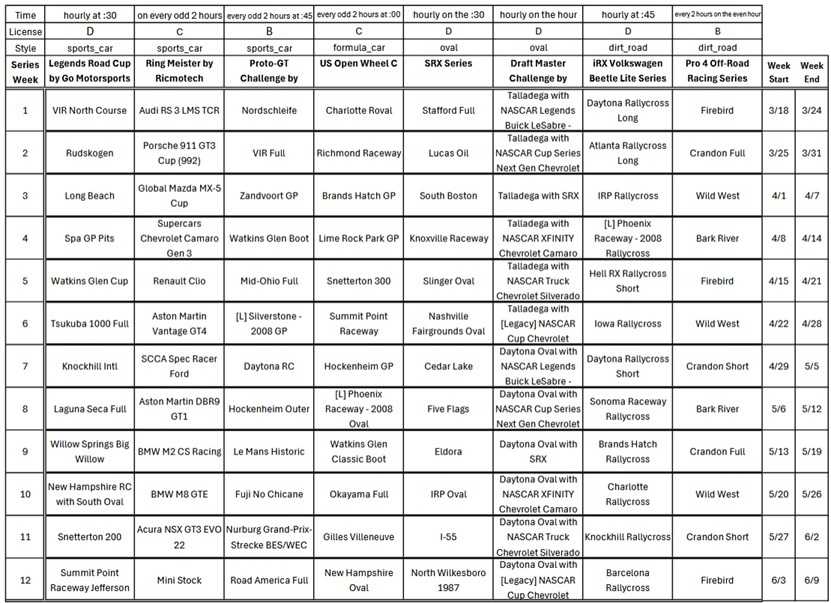 Time hourly at :30 on every odd 2 hours every odd 2 hours at :45 every odd 2 hours at :00 hourly on the :30 hourly on the hour hourly at :45 every 2 hours on the even hour
License D C B C D D D B
Style sports_car sports_car sports_car formula_car oval oval dirt_road dirt_road
Series Legends Road Cup Ring Meister by Proto-GT US Open Wheel C SRX Series Draft Master iRX Volkswagen Pro 4 Off-Road Week Week
Week by Go Motorsports Ricmotech Challenge by Challenge by Beetle Lite Series Racing Series Start End
Talladega with
1 VIR North Course Audi RS 3 LMS TCR Nordschleife Charlotte Roval Stafford Full NASCAR Legends Daytona Rallycross Firebird 3/18 3/24
Buick LeSabre - Long
Talladega with
2 Rudskogen Porsche 911 GT3 VIR Full Richmond Raceway Lucas Oil NASCAR Cup Series Atlanta Rallycross Crandon Full 3/25 3/31
Cup (992) Next Gen Chevrolet Long
3 Long Beach Global Mazda MX-5 Zandvoort GP Brands Hatch GP South Boston Talladega with SRX IRP Rallycross Wild West 4/1 4/7
Cup
Supercars Talladega with [L] Phoenix
4 Spa GP Pits Chevrolet Camaro Watkins Glen Boot Lime Rock Park GP Knoxville Raceway NASCAR XFINITY Raceway - 2008 Bark River 4/8 4/14
Gen 3 Chevrolet Camaro Rallycross
Talladega with
5 Watkins Glen Cup Renault Clio Mid-Ohio Full Snetterton 300 Slinger Oval NASCAR Truck Hell RX Rallycross Firebird 4/15 4/21
Chevrolet Silverado Short
Talladega with
6 Tsukuba 1000 Full Aston Martin [L] Silverstone - Summit Point Nashville [Legacy] NASCAR Iowa Rallycross Wild West 4/22 4/28
Vantage GT4 2008 GP Raceway Fairgrounds Oval Cup Chevrolet
Daytona Oval with
7 Knockhill Intl SCCA Spec Racer Daytona RC Hockenheim GP Cedar Lake NASCAR Legends Daytona Rallycross Crandon Short 4/29 5/5
Ford Buick LeSabre - Short
[L] Phoenix Daytona Oval with
8 Laguna Seca Full Aston Martin DBR9 Hockenheim Outer Raceway - 2008 Five Flags NASCAR Cup Series Sonoma Raceway Bark River 5/6 5/12
GT1 Oval Next Gen Chevrolet Rallycross
9 Willow Springs Big BMW M2 CS Racing Le Mans Historic Watkins Glen Eldora Daytona Oval with Brands Hatch Crandon Full 5/13 5/19
Willow Classic Boot SRX Rallycross
Daytona Oval with
10 New Hampshire RC BMW M8 GTE Fuji No Chicane Okayama Full IRP Oval NASCAR XFINITY Charlotte Wild West 5/20 5/26
with South Oval Chevrolet Camaro Rallycross
Daytona Oval with
11 Snetterton 200 Acura NSX GT3 EVO Nurburg Grand-Prix- Gilles Villeneuve I-55 NASCAR Truck Knockhill Rallycross Crandon Short 5/27 6/2
22 Strecke BES/WEC Chevrolet Silverado
Daytona Oval with
12 Summit Point Mini Stock Road America Full New Hampshire North Wilkesboro [Legacy] NASCAR Barcelona Firebird 6/3 6/9
Raceway Jefferson Oval 1987 Cup Chevrolet Rallycross